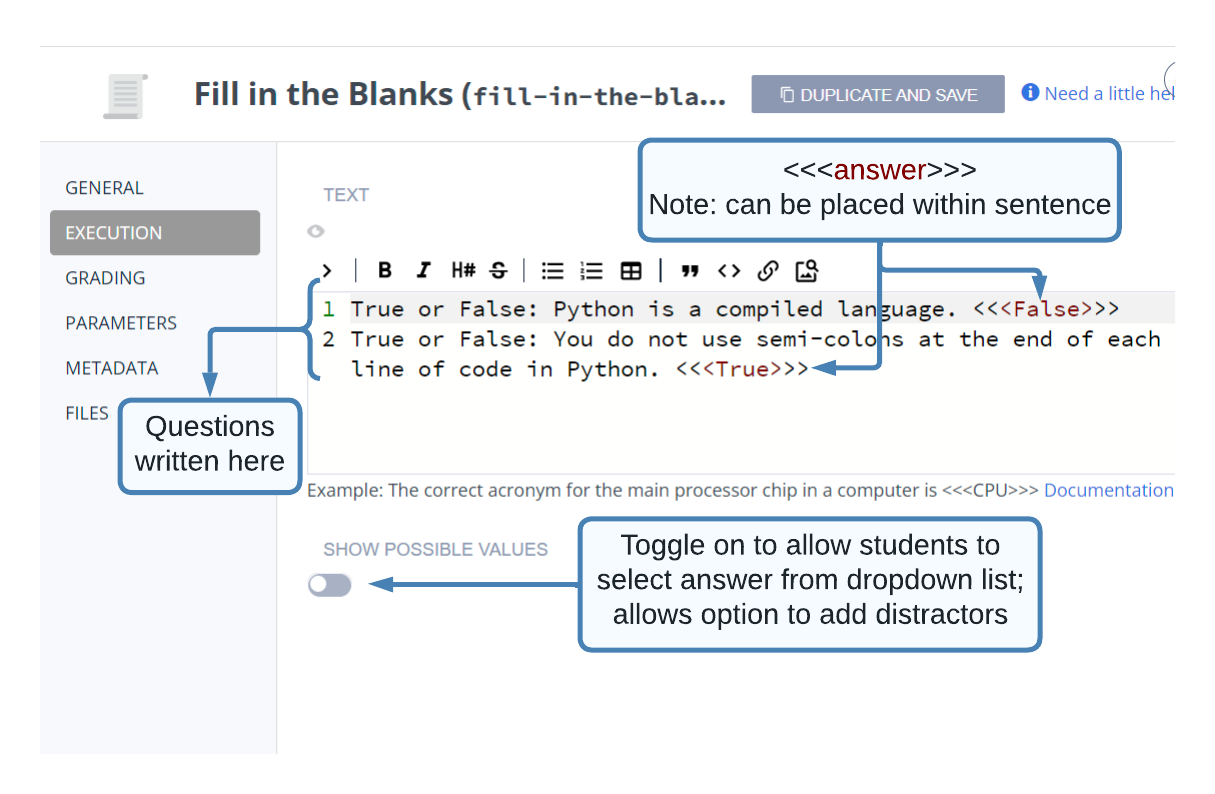 Fill in the Blanks (fill-in-the-bla...
DUPLICATE AND SAVE
Need a little
<<<answer>>>
Note: can be placed within sentence
GENERAL
EXECUTION
GRADING
PARAMETERS
METADATA
FILES
TEXT
B I H# S
1 True or False: Python is a compiled language. <<<False>>>
2 True or False: You do not use semi-colons at the end of each
line of code in Python. <<<True>>>
Questions
written here
Example: The correct acronym for the main processor chip in a computer is <<<CPU>>> Documentation
SHOW POSSIBLE VALUES
Toggle on to allow students to
select answer from dropdown list;
allows option to add distractors